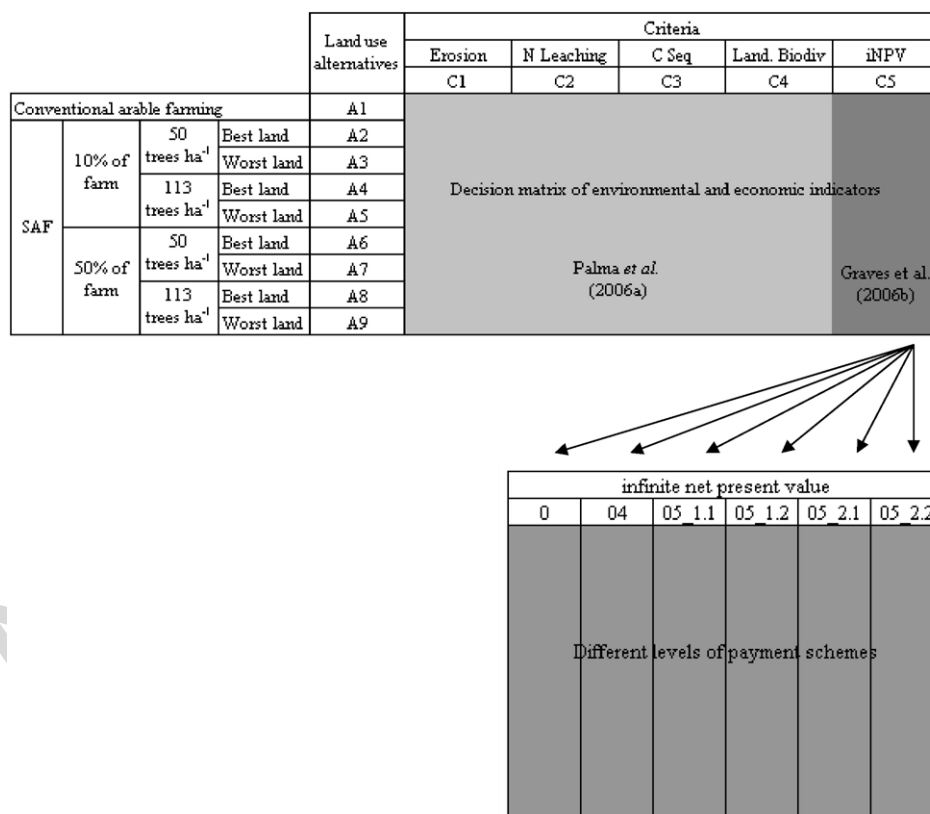 Land use alternatives
Criteria
Erosion N Leaching C Seq Land. Biodiv iNPV
C1 C2 C3 C4 C5
Conventional arable farming A1
SAF
10% of farm
50 trees ha⁻¹
Best land A2
Worst land A3
113 trees ha⁻¹
Best land A4
Worst land A5
50% of farm
50 trees ha⁻¹
Best land A6
Worst land A7
113 trees ha⁻¹
Best land A8
Worst land A9
Decision matrix of environmental and economic indicators
Palma et al.
(2006a)
Graves et al.
(2006b)
infinite net present value
0 04 05_1.1 05_1.2 05_2.1 05_2.2
Different levels of payment schemes